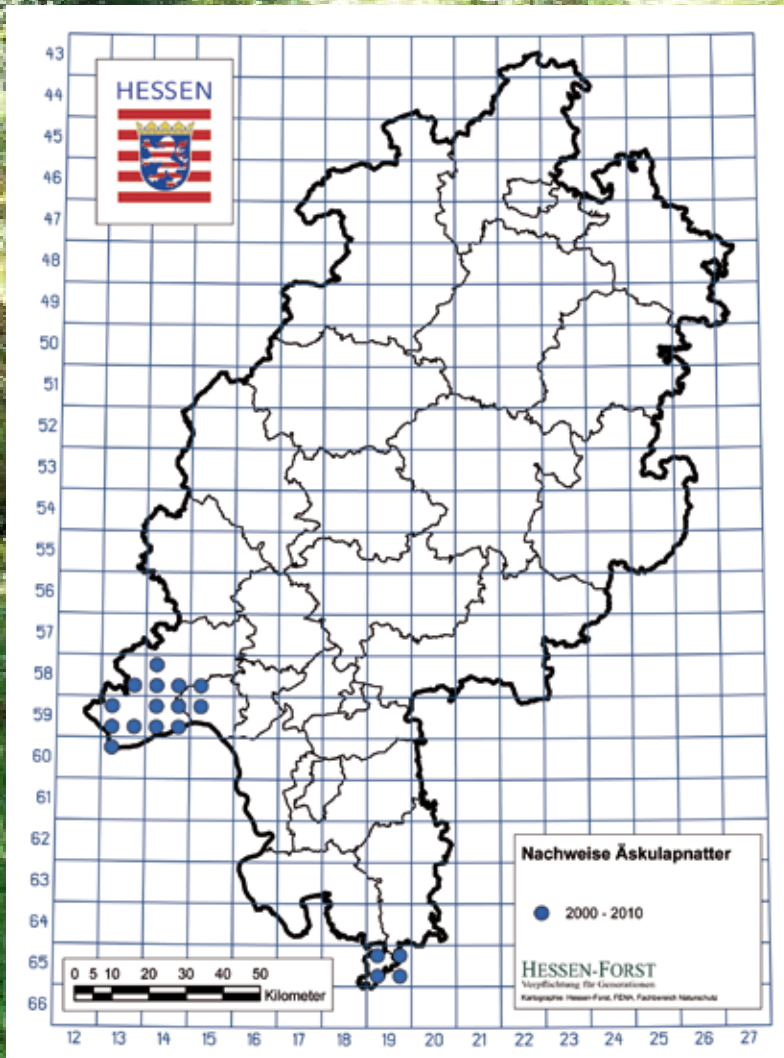 HESSEN
43
44
45
46
47
48
49
50
51
52
53
54
55
56
57
58
59
60
61
62
63
64
65
66
Nachweise Äskulapnatter
2000 - 2010
HESSEN-FORST
Verpflichtung für Generationen
Kartographie: Hessen-Forst, FENA, Fachbereich Naturschutz
0 5 10 20 30 40 50
Kilometer
12 13 14 15 16 17 18 19 20 21 22 23 24 25 26 27